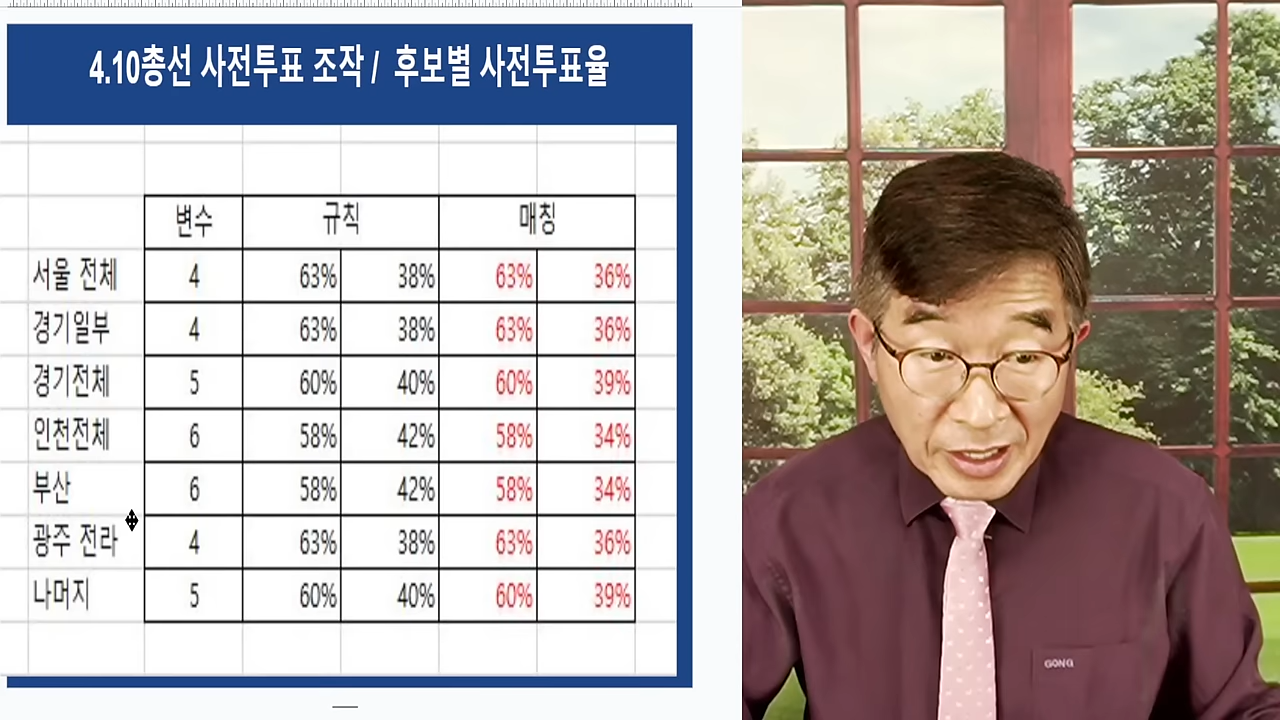 4.10총선 사전투표 조작 / 후보별 사전투표율
변수 규칙 매칭
서울 전체 4 63% 38% 63% 36%
경기일부 4 63% 38% 63% 36%
경기전체 5 60% 40% 60% 39%
인천전체 6 58% 42% 58% 34%
부산 6 58% 42% 58% 34%
광주 전라 4 63% 38% 63% 36%
나머지 5 60% 40% 60% 39%
GONG